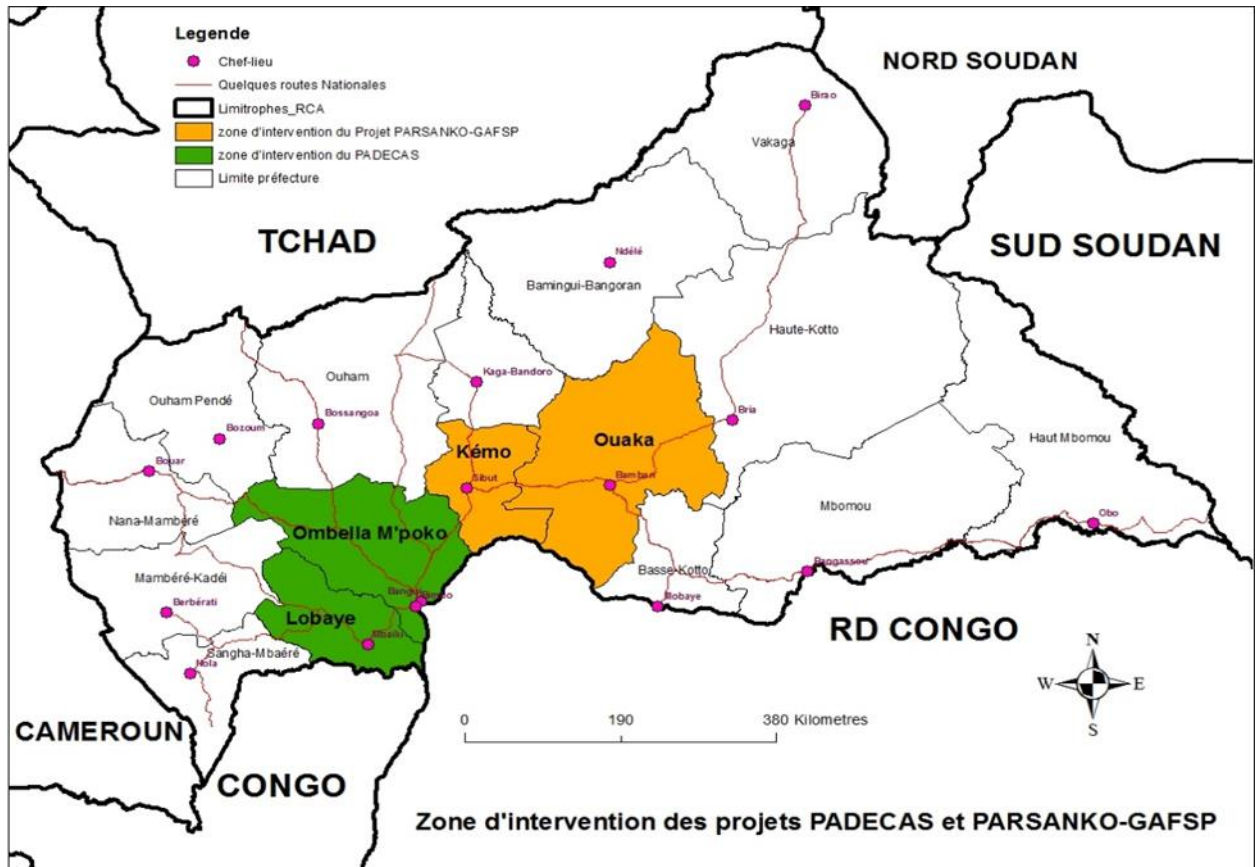 Legende
Chef-lieu
Quelques routes Nationales
Limitrophes_RCA
zone d'intervention du Projet PARSANKO-GAFSP
zone d'intervention du PADECAS
Limite préfecture
NORD SOUDAN
Birao
Vakaga
TCHAD
SUD SOUDAN
Ndélé
Bamingui-Bangoran
Haute-Kotto
Ouham
Kaga-Bandoro
Ouham Pendé
Bossangoa
Bozoum
Bria
Ouaka
Haut Mbomou
Kémo
Bouar
Sibut
Bambari
Mbomou
Nana-Mambéré
Obo
Ombella M'poko
Basse-Kotto
Mambéré-Kadéi
Berbérati
Lobaye
Mbaïki
Sangha-Mbaéré
Nola
RD CONGO
N
W
E
S
0 190 380 Kilometres
CAMEROUN
CONGO
Zone d'intervention des projets PADECAS et PARSANKO-GAFSP